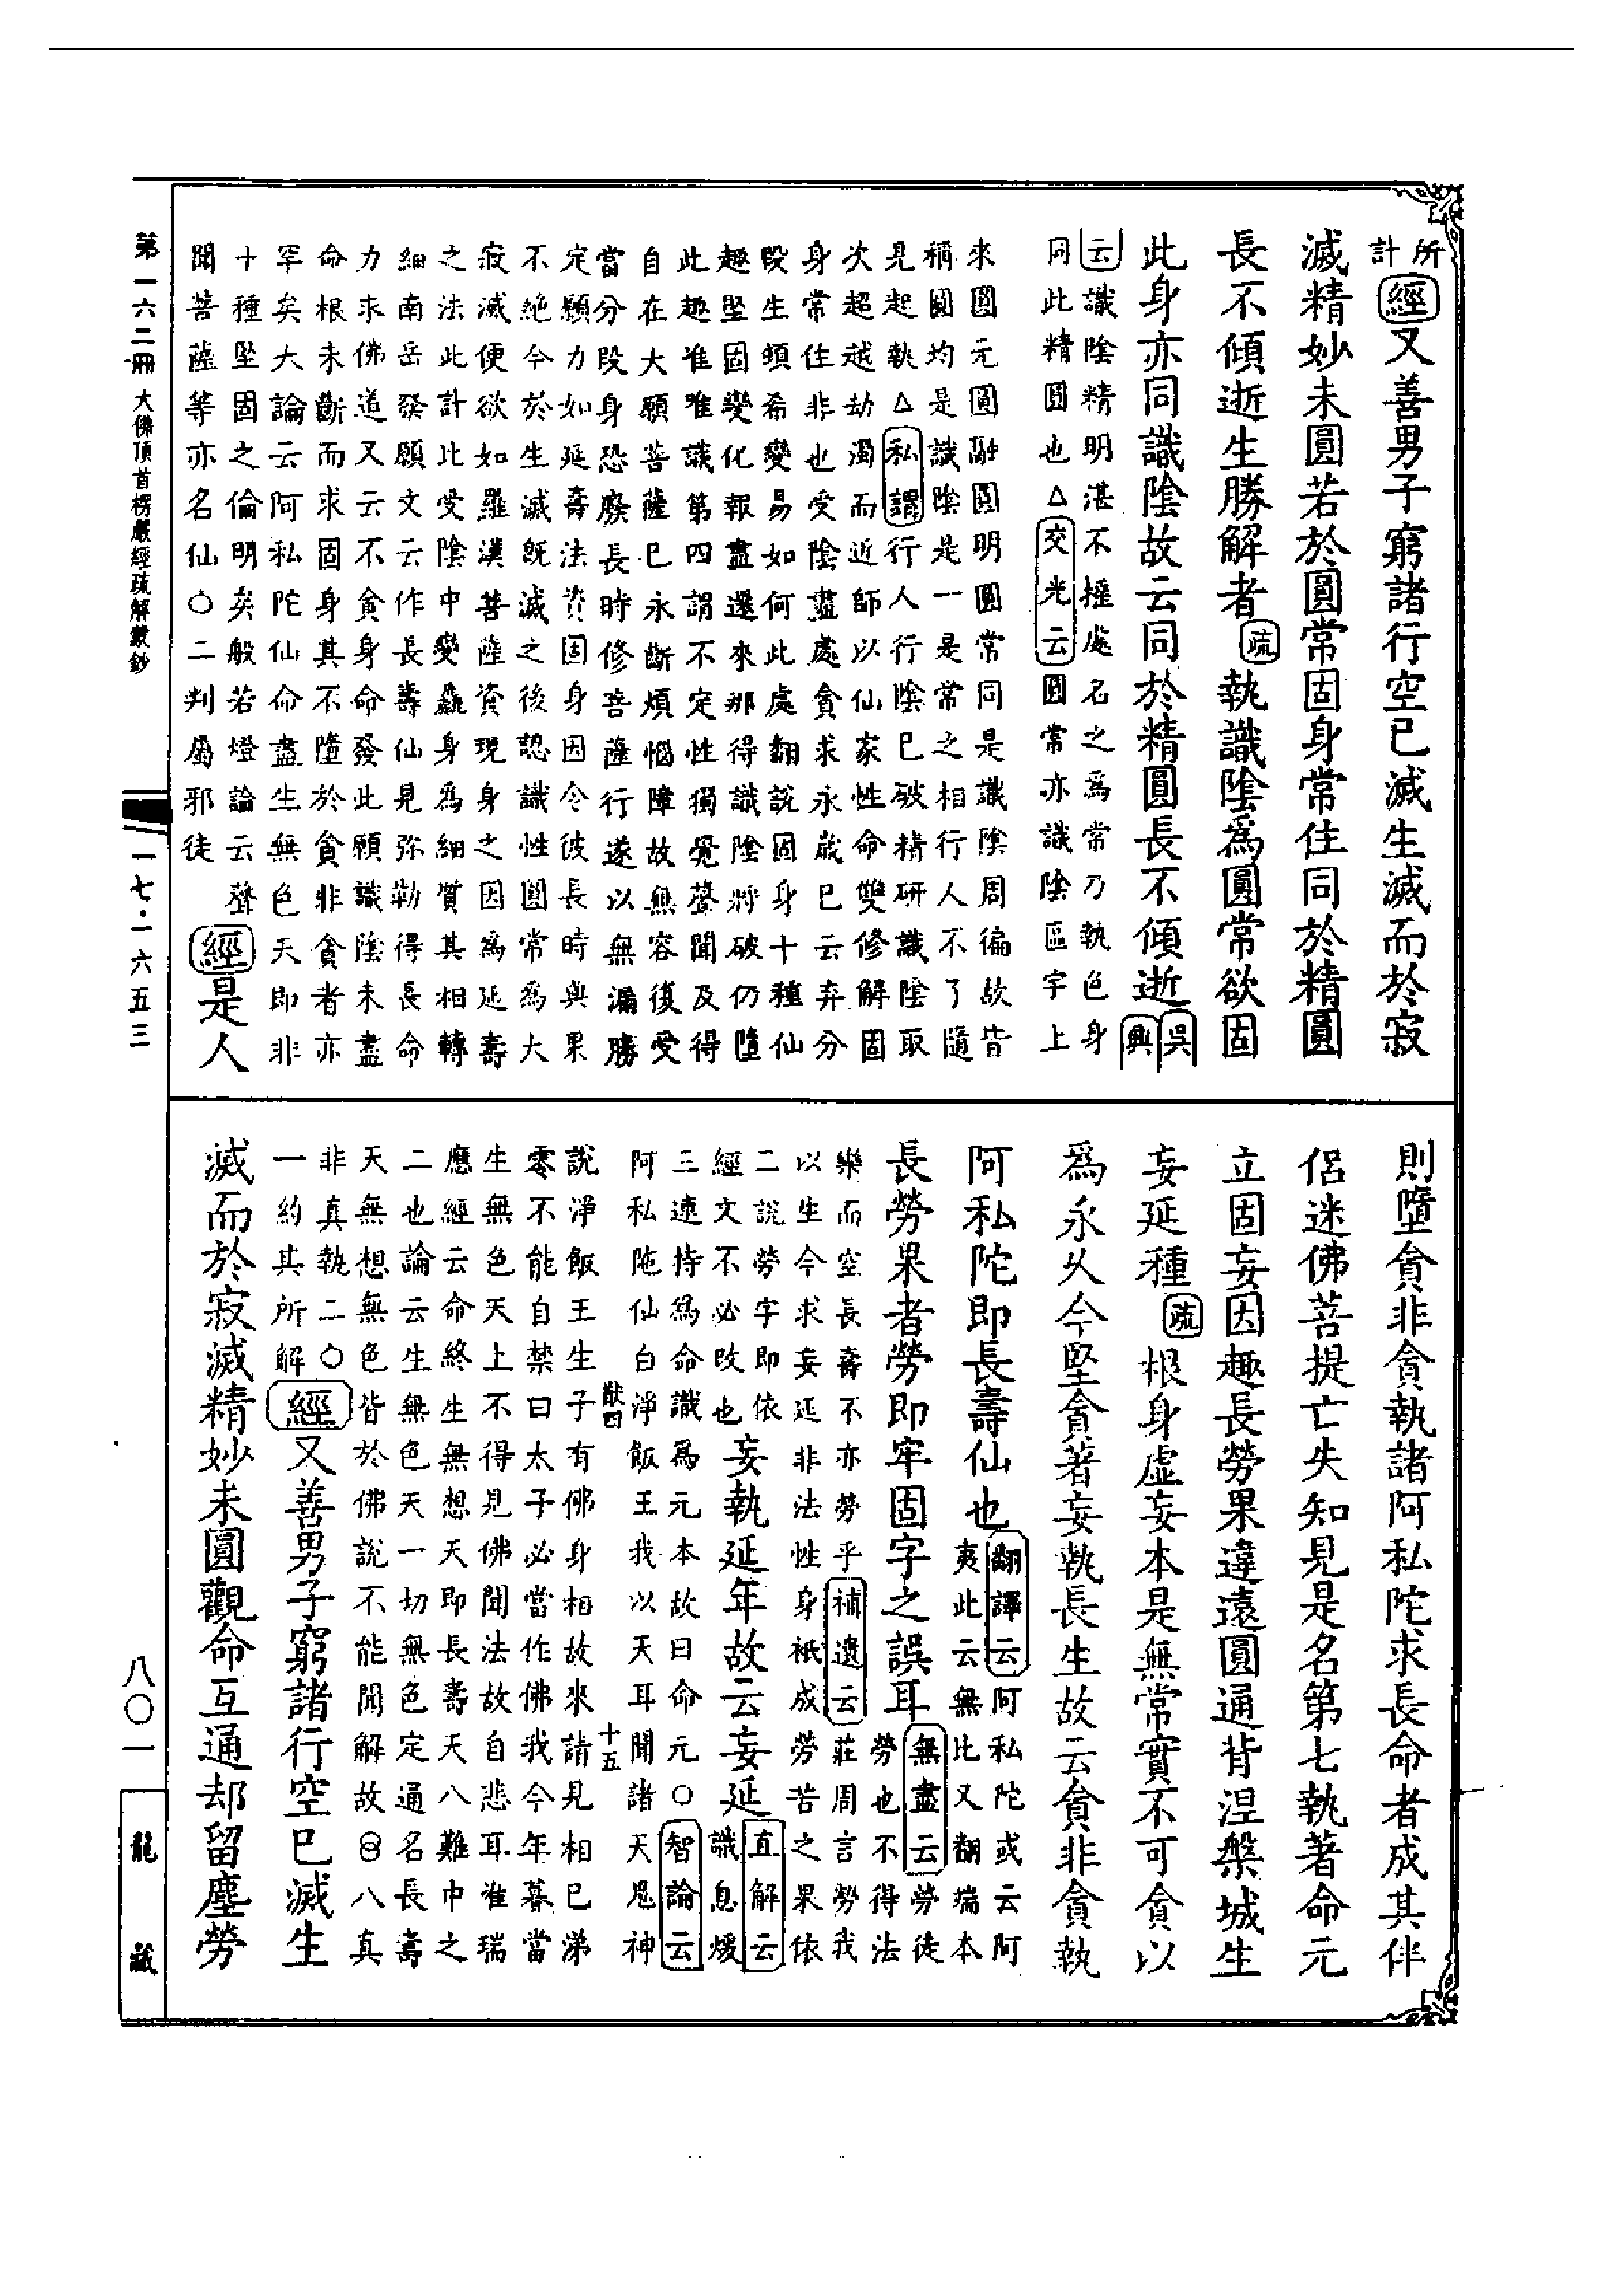 所計經又善男子窮諸行空已滅生滅而於寂
滅精妙未圓若於圓常固身常住同於精圓
長不傾逝生勝解者疏執識陰爲圓常欲固
此身亦同識陰故云同於精圓長不傾逝吳興
云識陰精明湛不搖處名之爲常乃執色身
同此精圓也△交光云圓常亦識陰區宇上
來圓元圓融圓明圓常同是識陰周徧故皆
稱圓均是識陰是一是常之相行人不了隨
見起執△私謂行人行陰已破精研識陰取
次超越劫濁而近師以仙家性命雙修解固
身常住非也受陰盡處貪求永歲已云弃分
段生頓希變易如何此處翻說固身十種仙
趣堅固變化報盡還來那得識陰將破仍墮
此趣准唯識第四謂不定性獨覺聲聞及得
自在大願菩薩已永斷煩惱障故無容復受
當分段身恐廢長時修菩薩行遂以無漏勝
定願力如延壽法資固身因令彼長時與果
不絕今於生滅既滅之後認識性圓常爲大
寂滅便欲如羅漢菩薩資現身之因爲延壽
之法此計比受陰中變麤身爲細質其相轉
細南岳發願文云作長壽仙見弥勒得長命
力求佛道又云不貪身命發此願識陰未盡
命根未斷而求固身其不墮於貪非貪者亦
罕矣大論云阿私陀仙命盡生無色天即非
十種堅固之倫明矣般若燈論云聲
聞菩薩等亦名仙○二判屬邪徒經是人
則墮貪非貪執諸阿私陀求長命者成其伴
侶迷佛菩提亡失知見是名第七執著命元
立固妄因趣長勞果違遠圓通背涅槃城生
妄延種疏根身虛妄本是無常實不可貪以
爲永久今堅貪著妄執長生故云貪非貪執
阿私陀即長壽仙也翻譯云阿私陀或云阿
夷此云無比又翻端本
長勞果者勞即牢固字之誤耳無盡云勞徒
勞也不得法
樂而空長壽不亦勞乎補遺云莊周言勞我
以生今求妄延非法性身祇成勞苦之果依
二說勞字即依
經文不必改也妄執延年故云妄延直解云
識息煖
三連持爲命識爲元本故曰命元○智論云
阿私陀仙白淨飯王我以天耳聞諸天鬼神
猷四 十五
說淨飯王生子有佛身相故來請見相已涕
零不能自禁曰太子必當作佛我今年暮當
生無色天上不得見佛聞法故自悲耳准瑞
應經云命終生無想天即長壽天八難中之
二也論云生無色天一切無色定通名長壽
天無想無色皆於佛說不能聞解故㊀八真
非真執二○
一約其所解經又善男子窮諸行空已滅生
滅而於寂滅精妙未圓觀命互通却留塵勞
第一六二冊 大佛頂首楞嚴經疏解蒙鈔
一七·一六五三
八〇一
龍藏